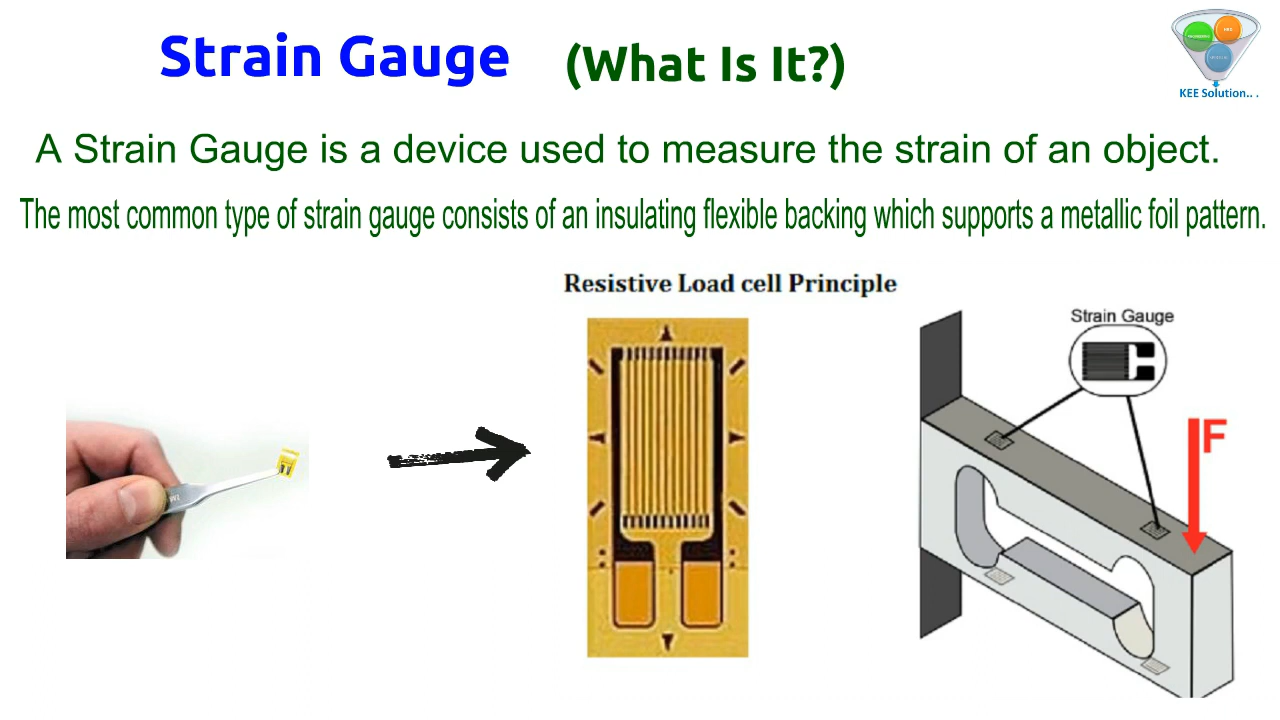 Strain Gauge (What Is It?)
KEE Solution.. .
A Strain Gauge is a device used to measure the strain of an object.
The most common type of strain gauge consists of an insulating flexible backing which supports a metallic foil pattern.
Resistive Load cell Principle
Strain Gauge
F